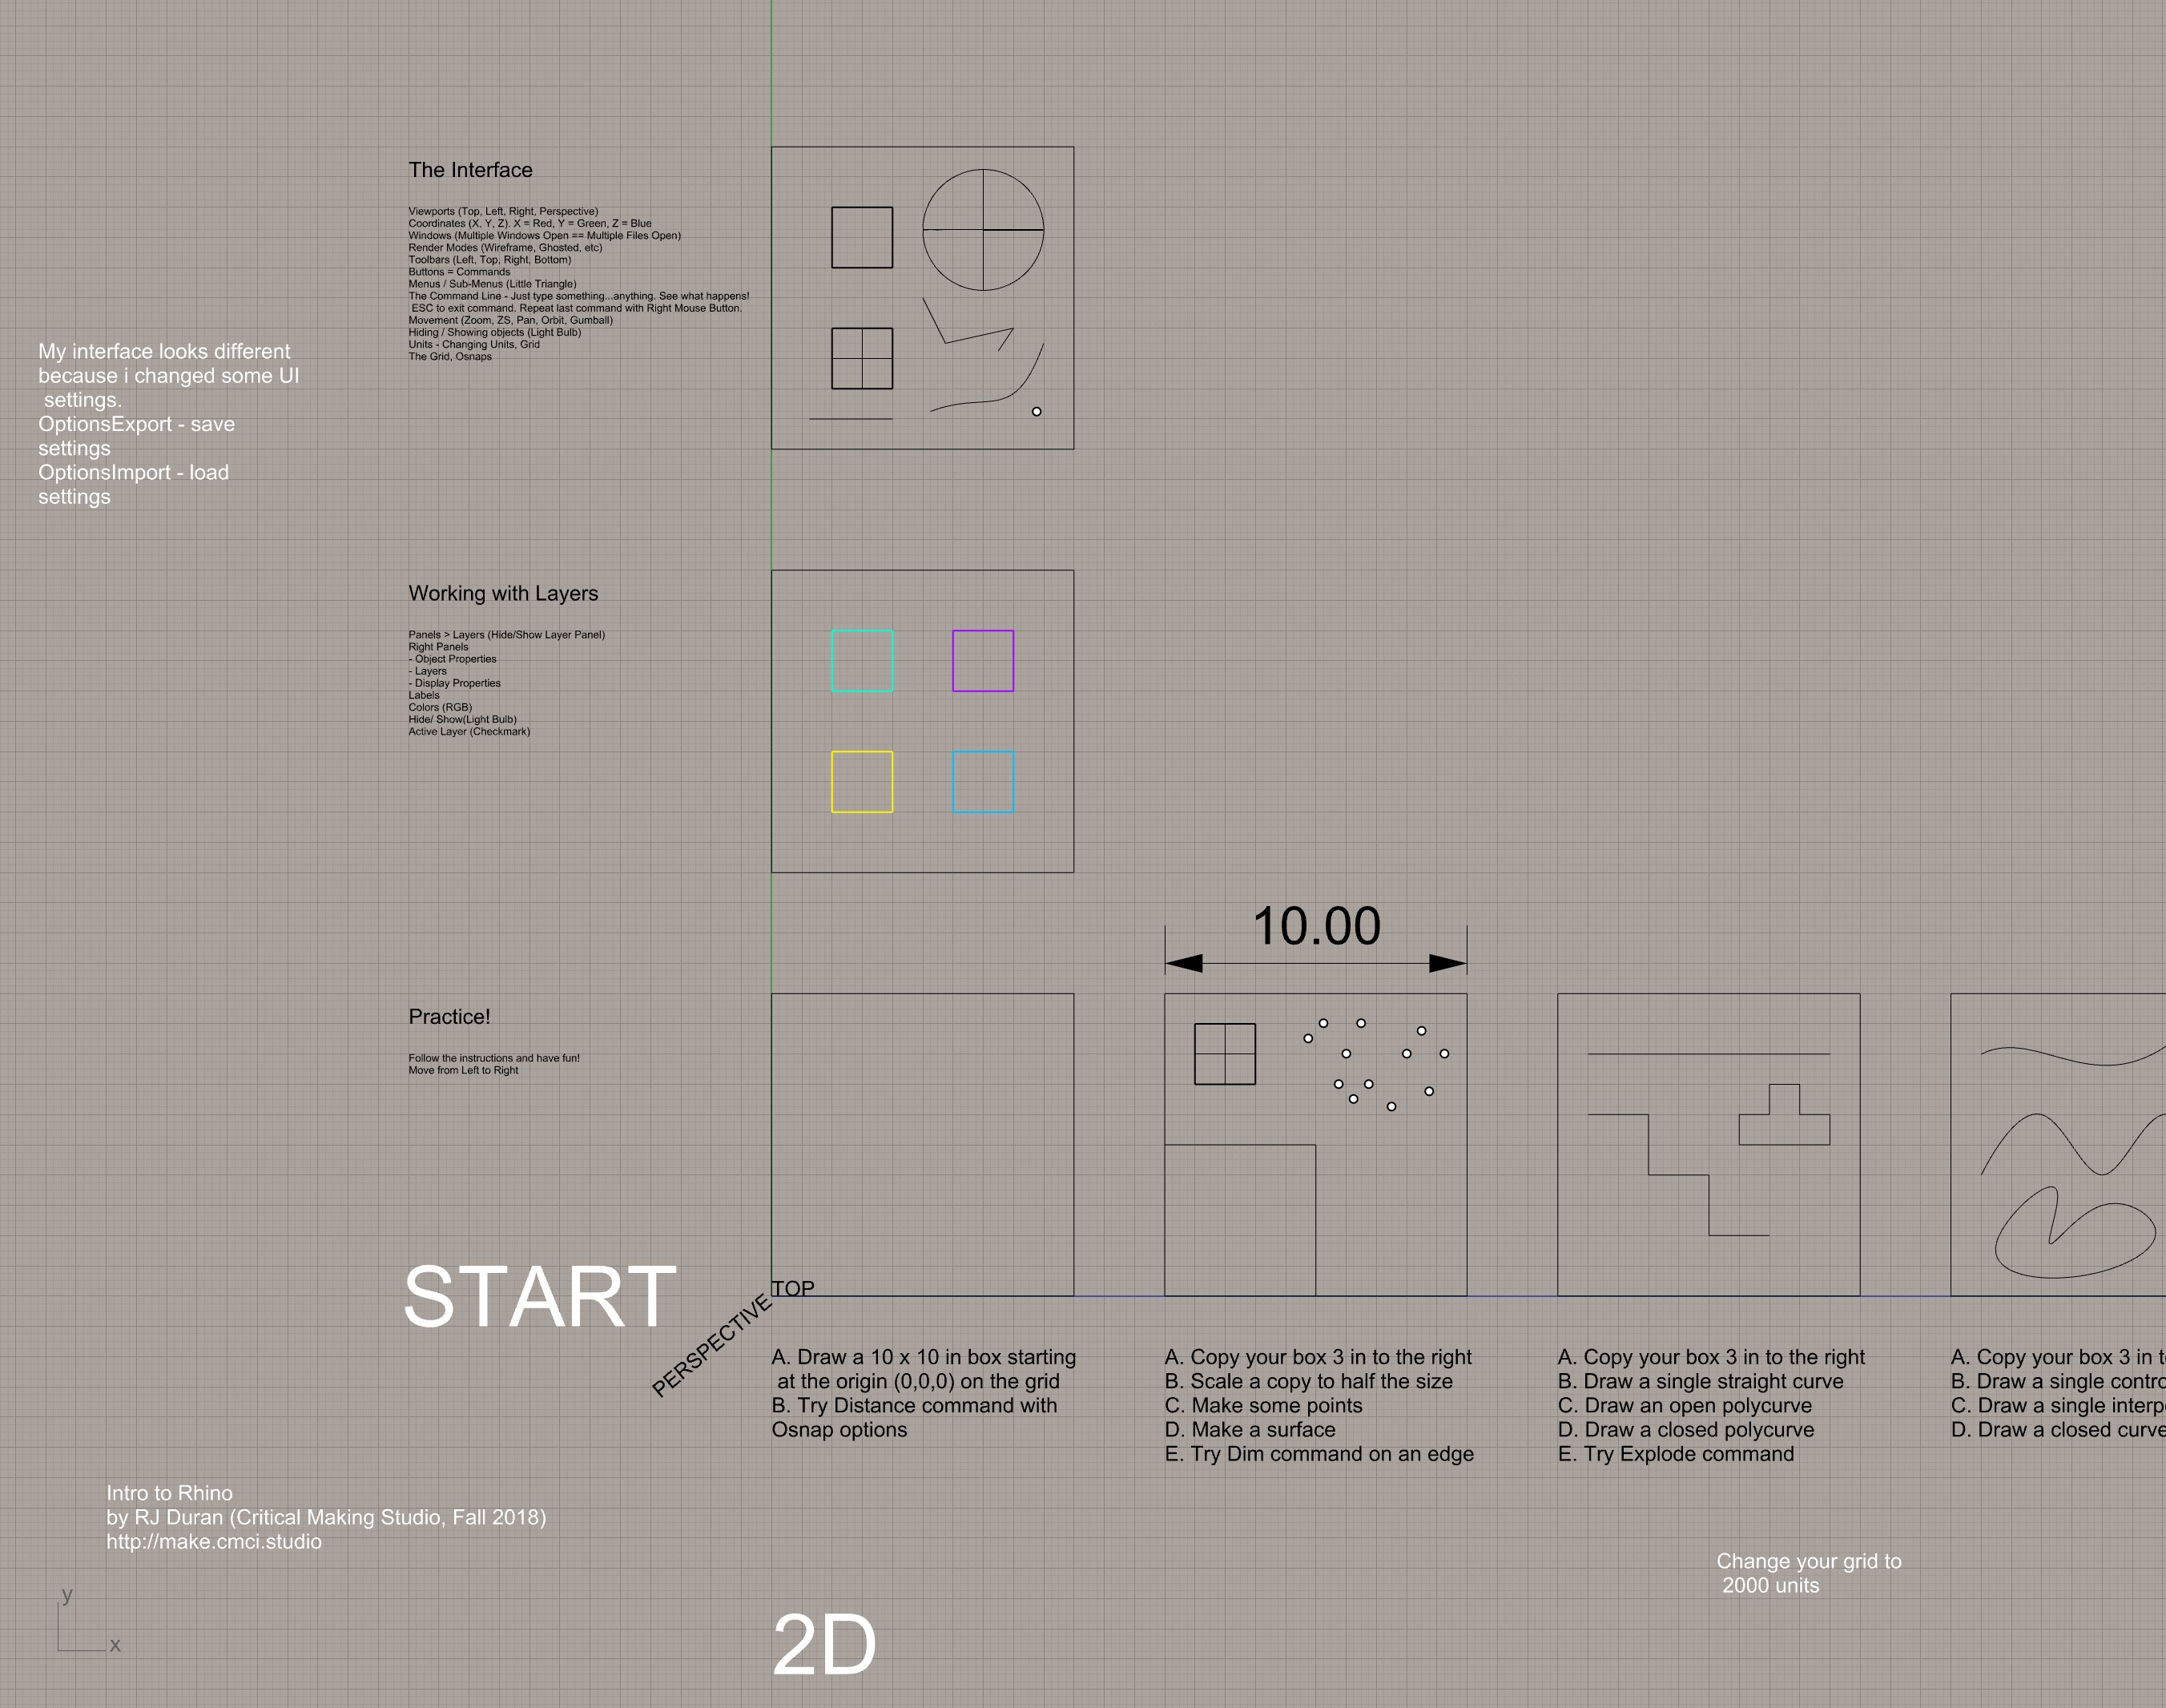 The Interface
Viewports (Top, Left, Right, Perspective)
Coordinates (X, Y, Z). X = Red, Y = Green, Z = Blue
Windows (Multiple Windows Open == Multiple Files Open)
Render Modes (Wireframe, Ghosted, etc)
Toolbars (Left, Top, Right, Bottom)
Buttons = Commands
Menus / Sub-Menus (Little Triangle)
The Command Line - Just type something...anything. See what happens!
ESC to exit command. Repeat last command with Right Mouse Button.
Movement (Zoom, ZS, Pan, Orbit, Gumball)
Hiding / Showing objects (Light Bulb)
Units - Changing Units, Grid
The Grid, Osnaps
My interface looks different
because i changed some UI
settings.
OptionsExport - save
settings
OptionsImport - load
settings
Working with Layers
Panels > Layers (Hide/Show Layer Panel)
Right Panels
- Object Properties
- Layers
- Display Properties
Labels
Colors (RGB)
Hide/ Show(Light Bulb)
Active Layer (Checkmark)
10.00
Practice!
Follow the instructions and have fun!
Move from Left to Right
START
TOP
PERSPECTIVE
A. Draw a 10 x 10 in box starting
at the origin (0,0,0) on the grid
B. Try Distance command with
Osnap options
A. Copy your box 3 in to the right
B. Scale a copy to half the size
C. Make some points
D. Make a surface
E. Try Dim command on an edge
A. Copy your box 3 in to the right
B. Draw a single straight curve
C. Draw an open polycurve
D. Draw a closed polycurve
E. Try Explode command
A. Copy your box 3 in
B. Draw a single
C. Draw a single
D. Draw a closed curve
Intro to Rhino
by RJ Duran (Critical Making Studio, Fall 2018)
http://make.cmci.studio
Change your grid to
2000 units
y
x
2D